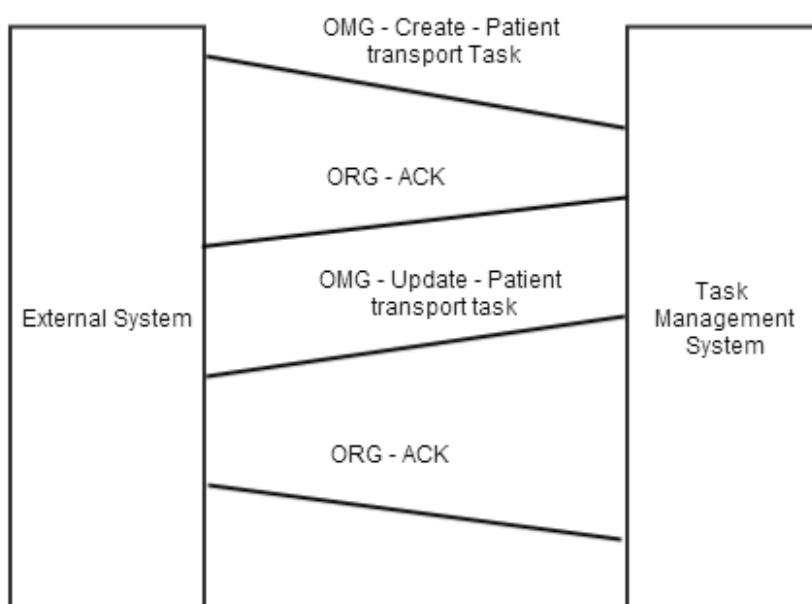 OMG - Create - Patient
transport Task
ORG - ACK
OMG - Update - Patient
transport task
External System
Task
Management
System
ORG - ACK